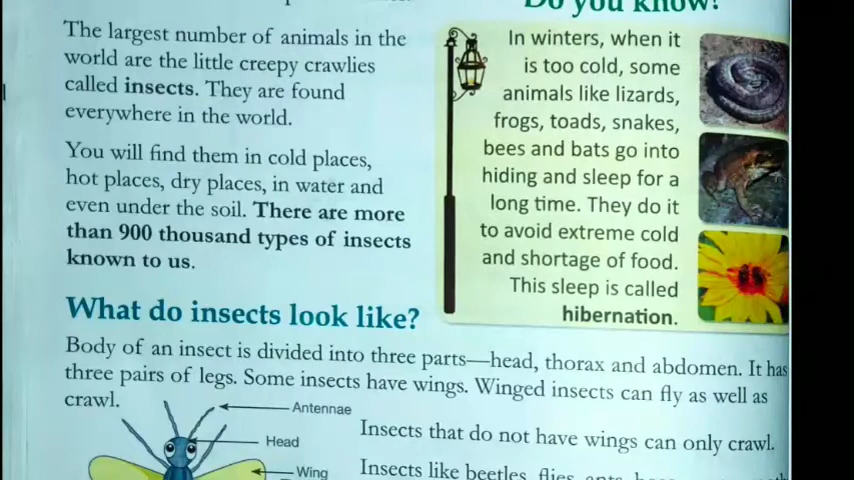 The largest number of animals in the
world are the little creepy crawlies
called insects. They are found
everywhere in the world.
You will find them in cold places,
hot places, dry places, in water and
even under the soil. There are more
than 900 thousand types of insects
known to us.
Do you know?
In winters, when it
is too cold, some
animals like lizards,
frogs, toads, snakes,
bees and bats go into
hiding and sleep for a
long time. They do it
to avoid extreme cold
and shortage of food.
This sleep is called
hibernation.
What do insects look like?
Body of an insect is divided into three parts—head, thorax and abdomen. It has
three pairs of legs. Some insects have wings. Winged insects can fly as well as
crawl.
Antennae
Head
Wing
Insects that do not have wings can only crawl.
Insects like beetles, flies, ants,